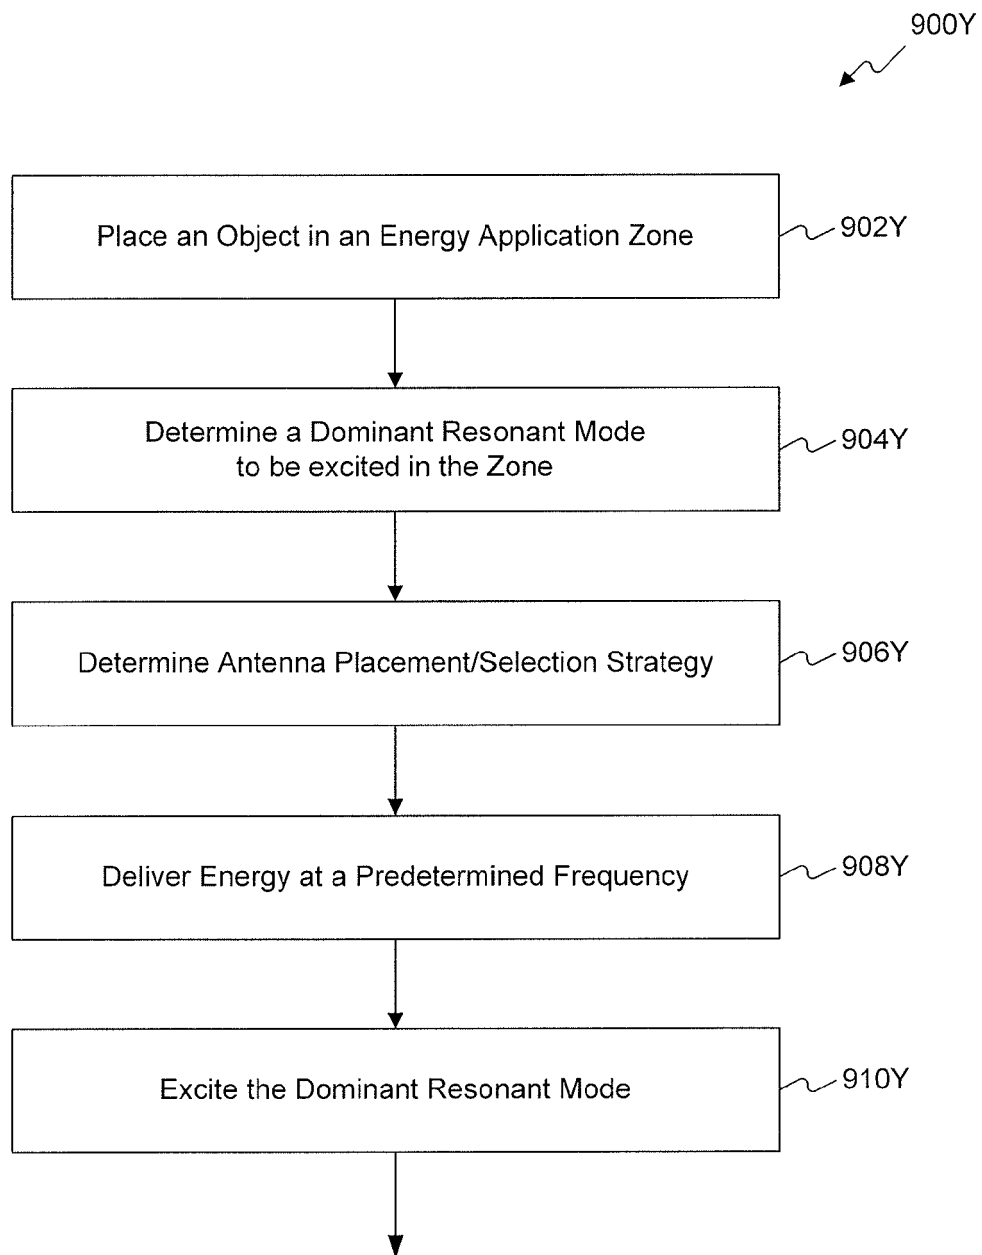 900Y
Place an Object in an Energy Application Zone
902Y
Determine a Dominant Resonant Mode
to be excited in the Zone
904Y
Determine Antenna Placement/Selection Strategy
906Y
Deliver Energy at a Predetermined Frequency
908Y
Excite the Dominant Resonant Mode
910Y